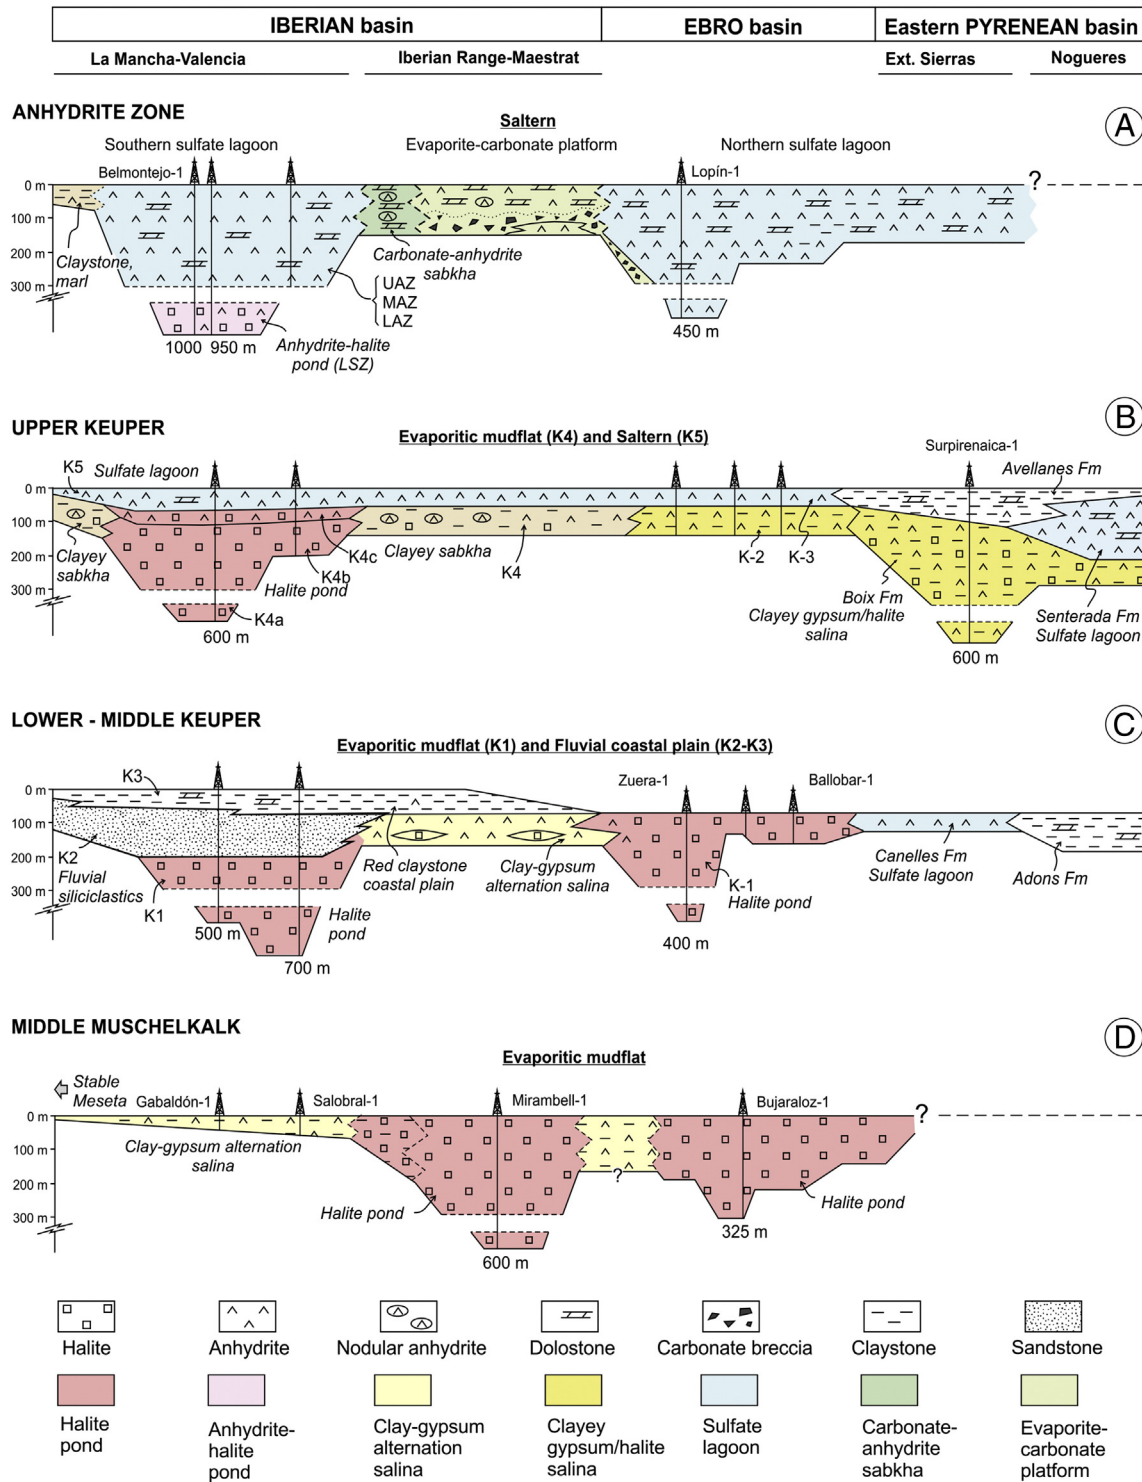 IBERIAN basin
EBRO basin
Eastern PYRENEAN basin
La Mancha-Valencia
Iberian Range-Maestrat
Ext. Sierras
Nogueres
ANHYDRITE ZONE
A
Saltern
Southern sulfate lagoon
Evaporite-carbonate platform
Northern sulfate lagoon
Belmontejo-1
Lopín-1
0 m
100 m
200 m
300 m
?
Claystone,
marl
Carbonate-anhydrite
sabkha
UAZ
MAZ
LAZ
Anhydrite-halite
pond (LSZ)
1000 950 m
450 m
UPPER KEUPER
B
Evaporitic mudflat (K4) and Saltern (K5)
Surpirenaica-1
K5
Sulfate lagoon
Avellanes Fm
0 m
100 m
200 m
300 m
Clayey
sabkha
K4c
K4b
Halite pond
K4a
600 m
Clayey sabkha
K4
K-2
K-3
Boix Fm
Clayey gypsum/halite
salina
Senterada Fm
Sulfate lagoon
600 m
LOWER - MIDDLE KEUPER
C
Evaporitic mudflat (K1) and Fluvial coastal plain (K2-K3)
K3
Zuera-1
Ballobar-1
0 m
100 m
200 m
300 m
K2
Fluvial
siliciclastics
K1
Halite
pond
500 m
700 m
Red claystone
coastal plain
Clay-gypsum
alternation salina
K-1
Halite pond
400 m
Canelles Fm
Sulfate lagoon
Adons Fm
MIDDLE MUSCHELKALK
D
Evaporitic mudflat
Stable
Meseta
Gabaldón-1
Salobral-1
Mirambell-1
Bujaraloz-1
?
0 m
100 m
200 m
300 m
Clay-gypsum alternation
salina
Halite pond
600 m
?
325 m
Halite pond
Halite
Anhydrite
Nodular anhydrite
Dolostone
Carbonate breccia
Claystone
Sandstone
Halite
pond
Anhydrite-
halite
pond
Clay-gypsum
alternation
salina
Clayey
gypsum/halite
salina
Sulfate
lagoon
Carbonate-
anhydrite
sabkha
Evaporite-
carbonate
platform